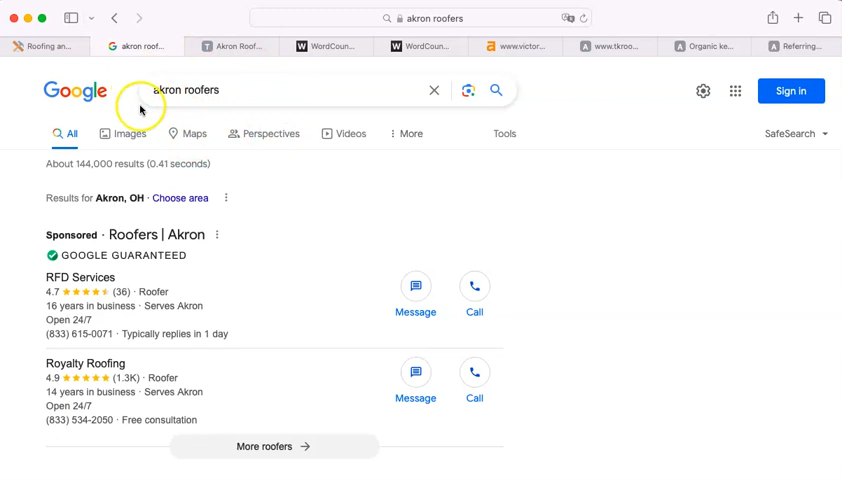 akron roofers
Roofing an...
akron roof...
Akron Roof...
WordCoun...
WordCoun...
www.victor...
www.tkroo...
Organic ke...
Referring...
Google
akron roofers
Sign in
All
Images
Maps
Perspectives
Videos
More
Tools
SafeSearch
About 144,000 results (0.41 seconds)
Results for Akron, OH · Choose area
Sponsored · Roofers | Akron
GOOGLE GUARANTEED
RFD Services
4.7 (36) · Roofer
16 years in business · Serves Akron
Open 24/7
(833) 615-0071 · Typically replies in 1 day
Message
Call
Royalty Roofing
4.9 (1.3K) · Roofer
14 years in business · Serves Akron
Open 24/7
(833) 534-2050 · Free consultation
Message
Call
More roofers